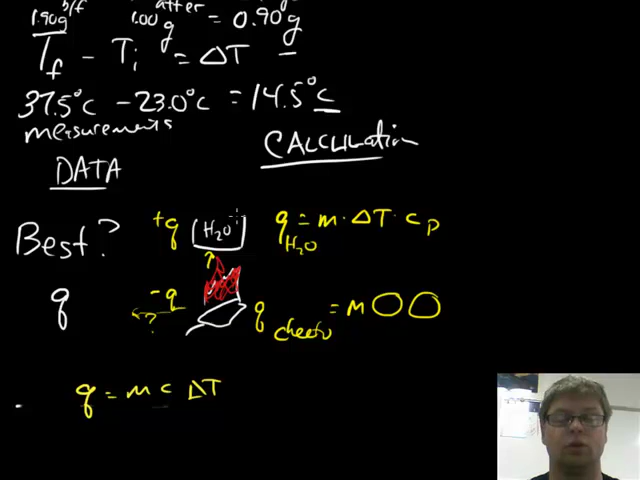 1.90g b/f 1.00g after = 0.90g
Tf - Ti = ΔT
37.5°C - 23.0°C = 14.5°C
measurements
CALCULATION
DATA
Best? +q H2O q H2O = m · ΔT · Cp
q -q ? q cheeto = m
q = m c ΔT